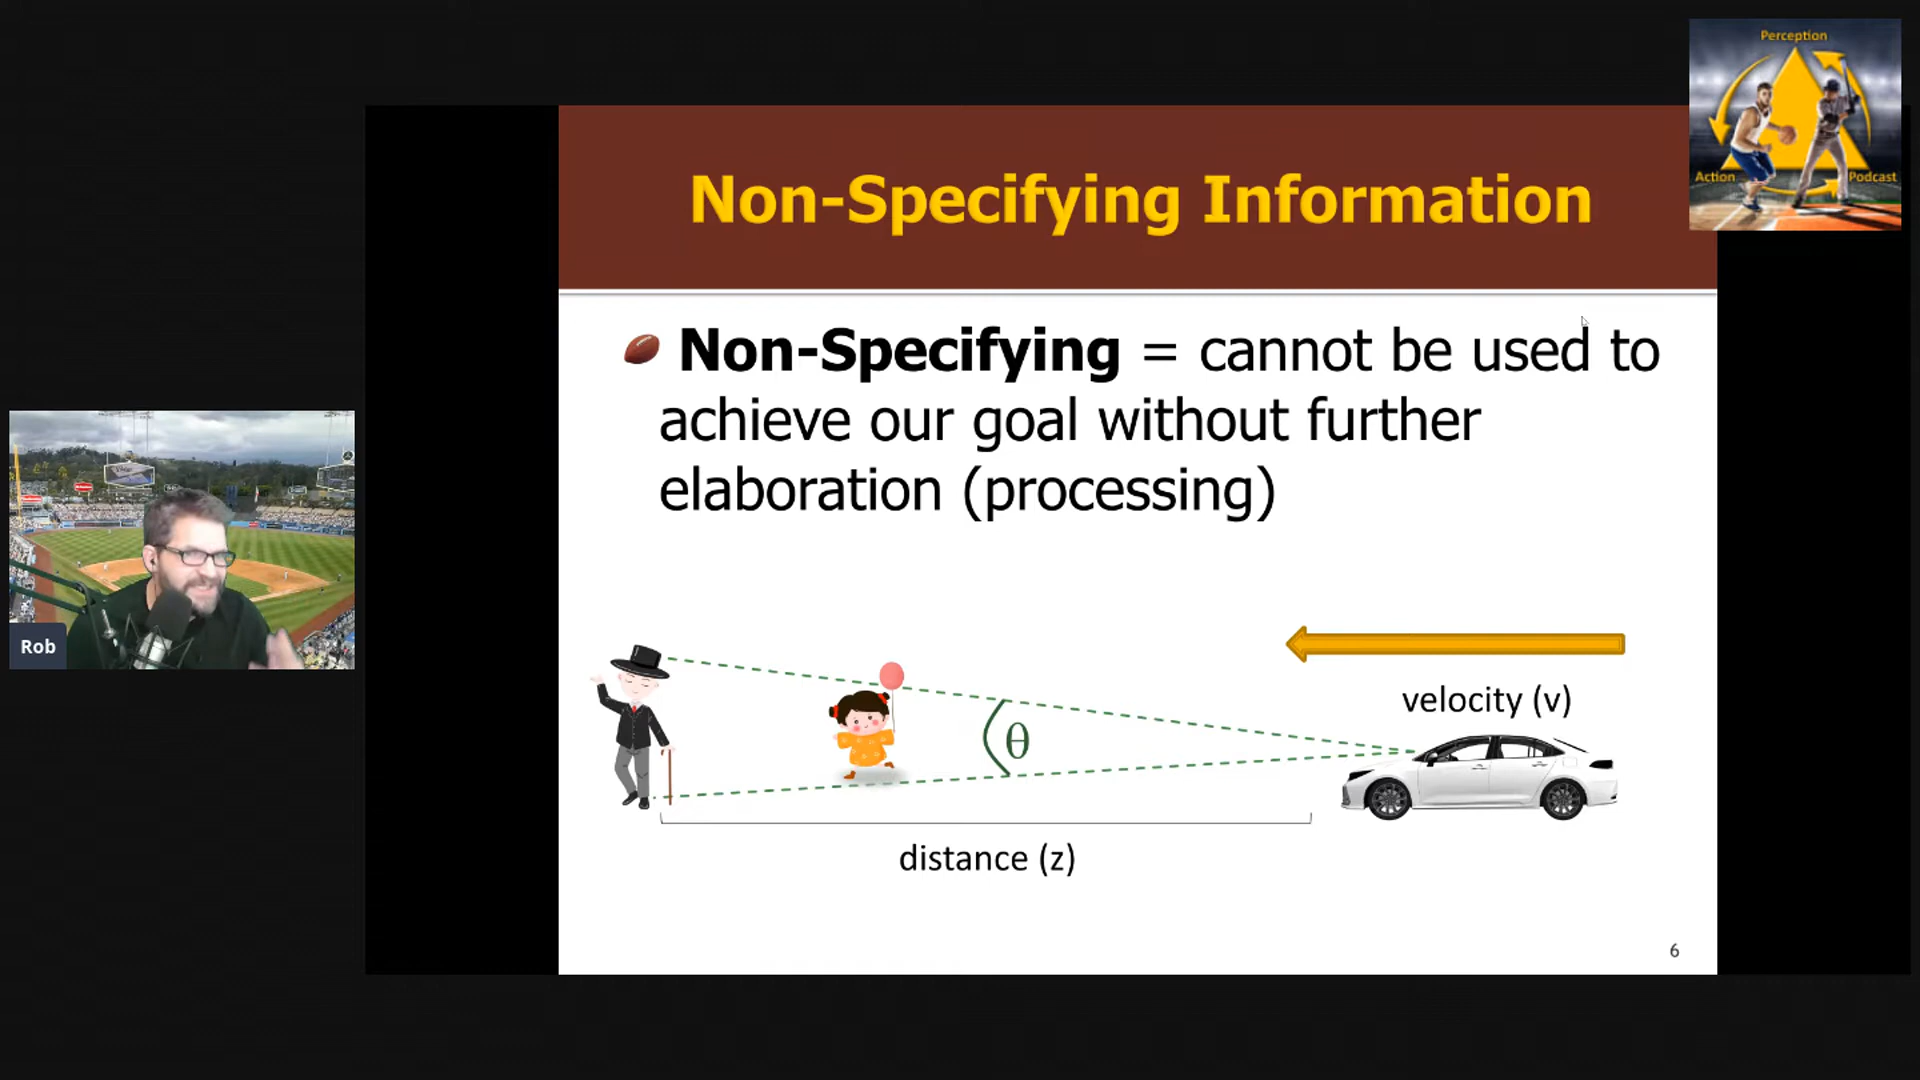 Perception
Action
Podcast
Non-Specifying Information
Non-Specifying = cannot be used to
achieve our goal without further
elaboration (processing)
θ
velocity (v)
distance (z)
6
Rob